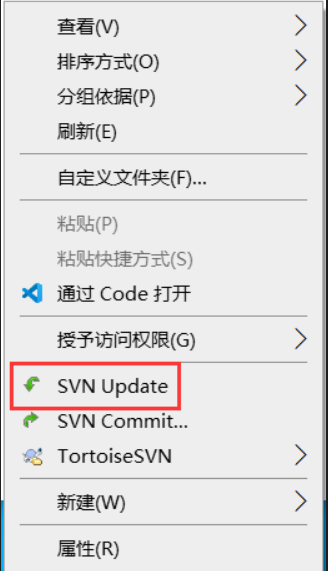 查看(V)
排序方式(O)
分组依据(P)
刷新(E)
自定义文件夹(F)...
粘贴(P)
粘贴快捷方式(S)
通过 Code 打开
授予访问权限(G)
SVN Update
SVN Commit...
TortoiseSVN
新建(W)
属性(R)